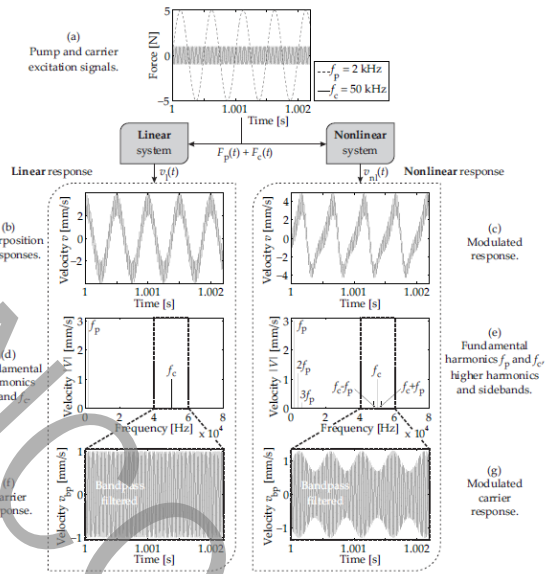 (a)
Pump and carrier
excitation signals.
Force [N]
5
0
−5
1
1.001
1.002
Time [s]
f_p = 2 kHz
f_c = 50 kHz
Linear
system
F_p(t) + F_c(t)
Nonlinear
system
Linear response
v_l(t)
v_nl(t)
Nonlinear response
(b)
responses.
Velocity v [mm/s]
2
0
−2
1
1.001
1.002
Time [s]
Velocity v [mm/s]
4
2
0
−2
−4
1
1.001
1.002
Time [s]
(c)
Modulated
response.
(d)
and f_c.
Velocity |V| [mm/s]
3
2
1
0
f_p
f_c
0
2
4
6
8
Frequency [Hz]
x 10^4
Velocity |V| [mm/s]
3
2
1
0
f_p
2f_p
3f_p
f_c-f_p
f_c
f_c+f_p
0
2
4
6
8
Frequency [Hz]
x 10^4
(e)
Fundamental
harmonics f_p and f_c,
higher harmonics
and sidebands.
(f)
Velocity v_bp [mm/s]
1
0
−1
Bandpass
filtered
1
1.001
1.002
Time [s]
Velocity v_bp [mm/s]
1
0
−1
Bandpass
filtered
1
1.001
1.002
Time [s]
(g)
Modulated
carrier
response.